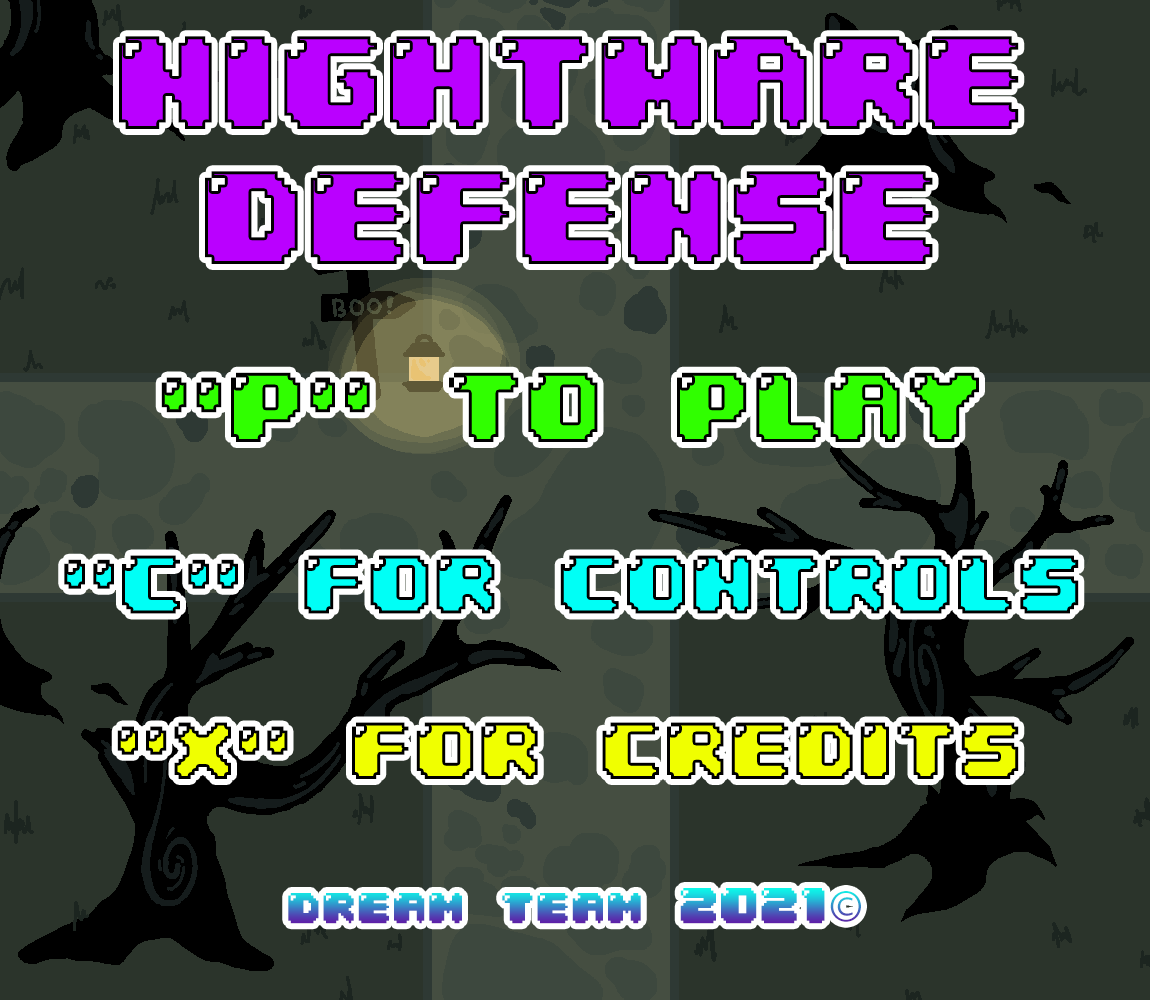 NIGHTMARE
DEFENSE
BOO!
"P" TO PLAY
"C" FOR CONTROLS
"X" FOR CREDITS
DREAM TEAM 2021©